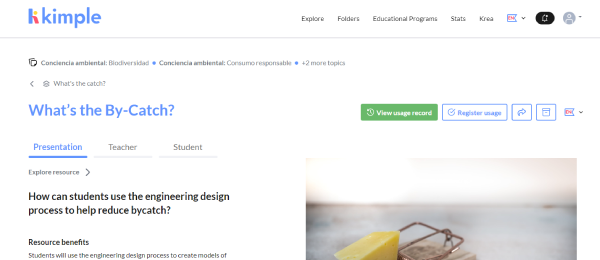 kimple
Explore Folders Educational Programs Stats Krea EN
Conciencia ambiental: Biodiversidad Conciencia ambiental: Consumo responsable +2 more topics
What's the catch?
What's the By-Catch?
View usage record Register usage EN
Presentation Teacher Student
Explore resource
How can students use the engineering design
process to help reduce bycatch?
Resource benefits
Students will use the engineering design process to create models of